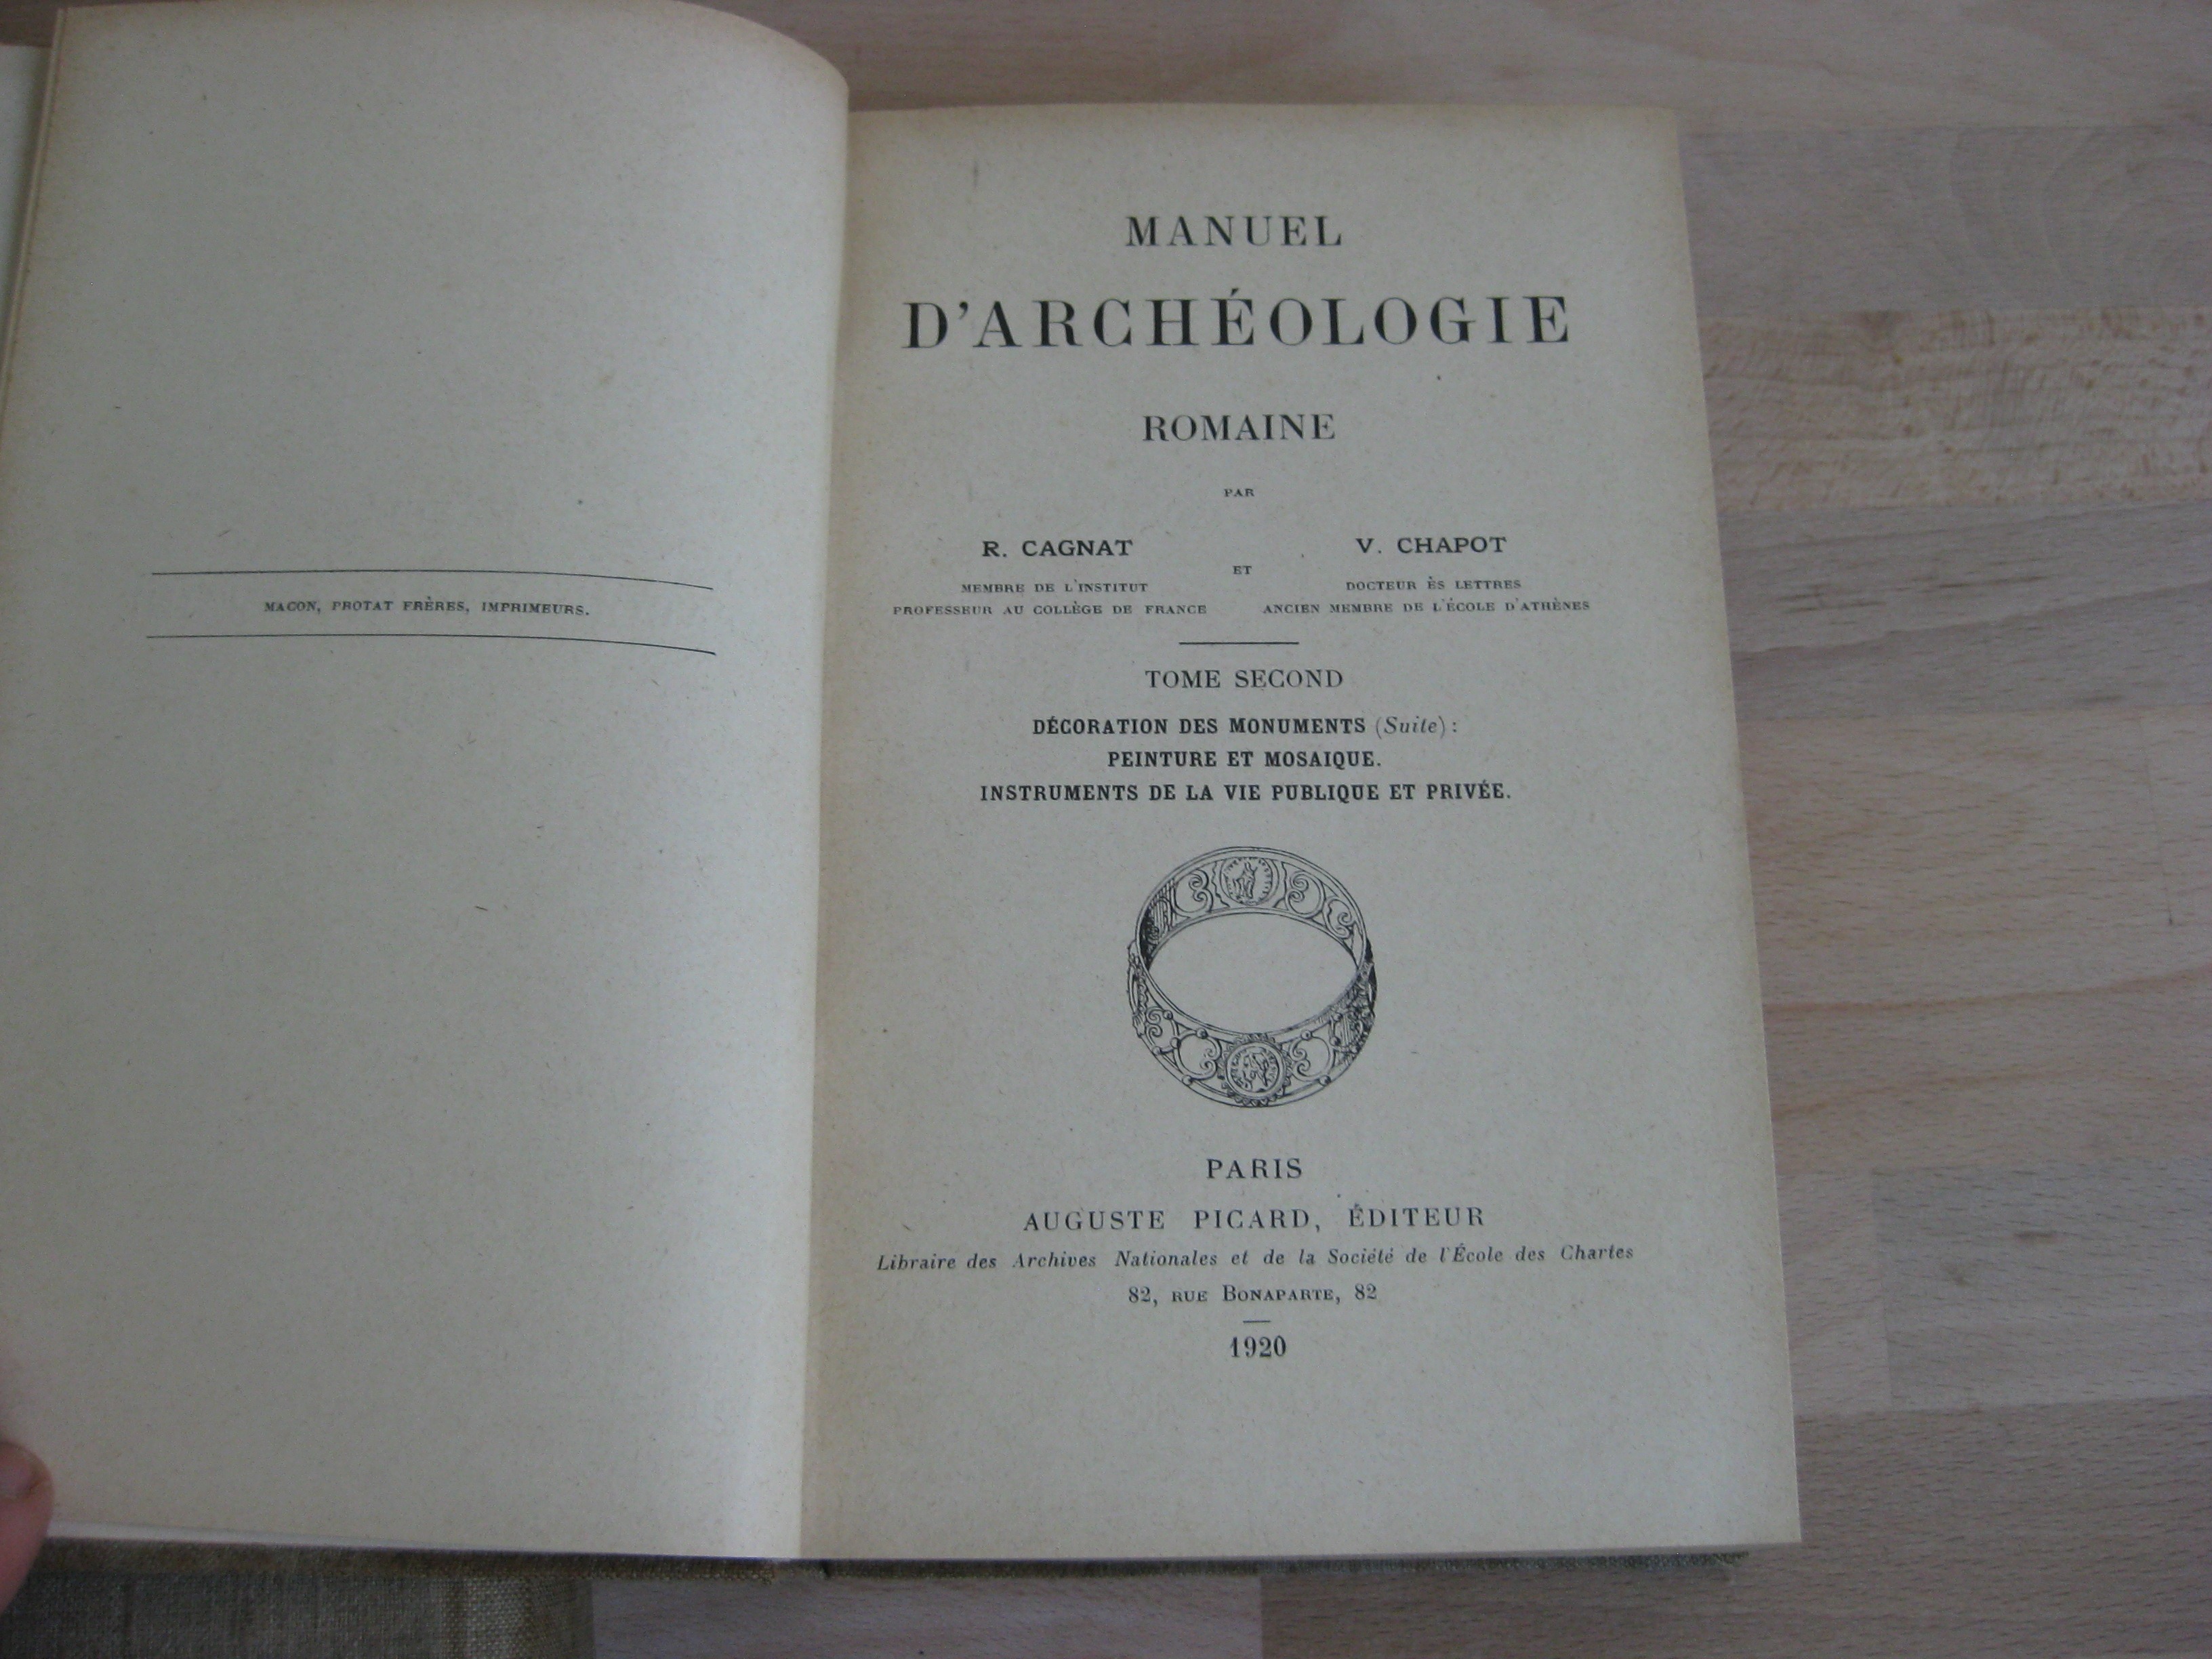 MACON, PROTAT FRÈRES, IMPRIMEURS.
MANUEL
D'ARCHÉOLOGIE
ROMAINE
PAR
R. CAGNAT
MEMBRE DE L'INSTITUT
PROFESSEUR AU COLLÈGE DE FRANCE
ET
V. CHAPOT
DOCTEUR ÈS LETTRES
ANCIEN MEMBRE DE L'ÉCOLE D'ATHÈNES
TOME SECOND
DÉCORATION DES MONUMENTS (Suite) :
PEINTURE ET MOSAIQUE.
INSTRUMENTS DE LA VIE PUBLIQUE ET PRIVÉE.
PARIS
AUGUSTE PICARD, ÉDITEUR
Libraire des Archives Nationales et de la Société de l'École des Chartes
82, RUE BONAPARTE, 82
1920